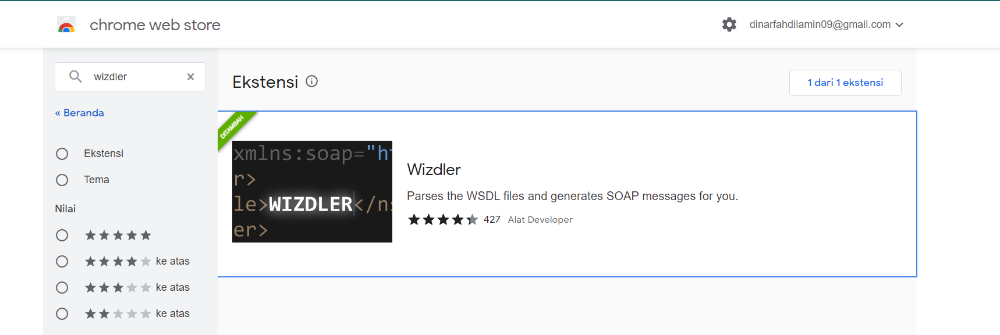 chrome web store
dinarfahdilamin09@gmail.com
wizdler
« Beranda
Ekstensi
Tema
Nilai
ke atas
ke atas
ke atas
Ekstensi
1 dari 1 ekstensi
DITAMBAH
xmlns:soap="ht
r>
le>WIZDLER</ns
er>
Wizdler
Parses the WSDL files and generates SOAP messages for you.
427 Alat Developer